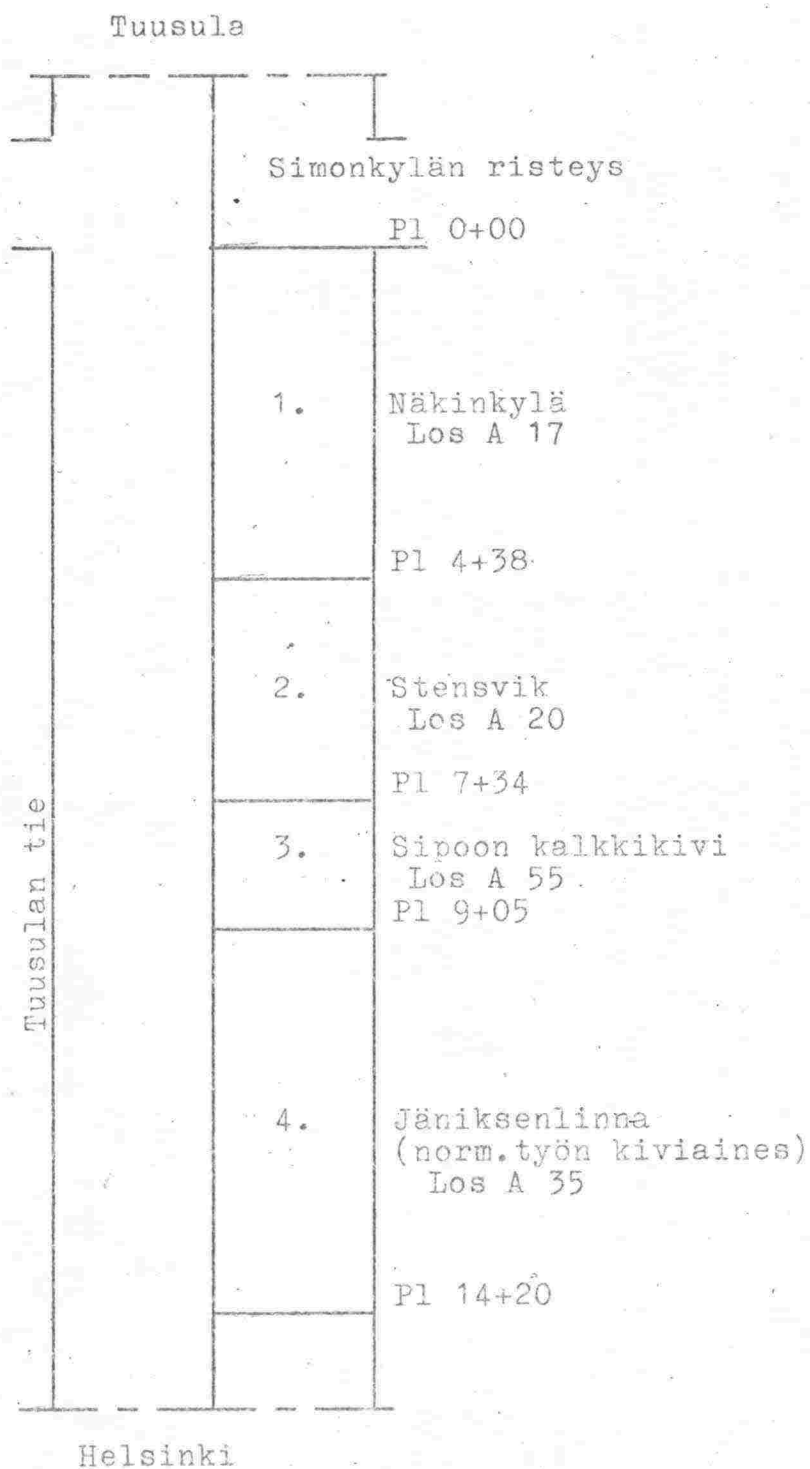 Tuusula
Simonkylän risteys
Pl 0+00
1.
Näkinkylä
Los A 17
Pl 4+38
2.
Stensvik
Los A 20
Pl 7+34
Tuusulan tie
3.
Sipoon kalkkikivi
Los A 55
Pl 9+05
4.
Jäniksenlinna
(norm.työn kiviaines)
Los A 35
Pl 14+20
Helsinki